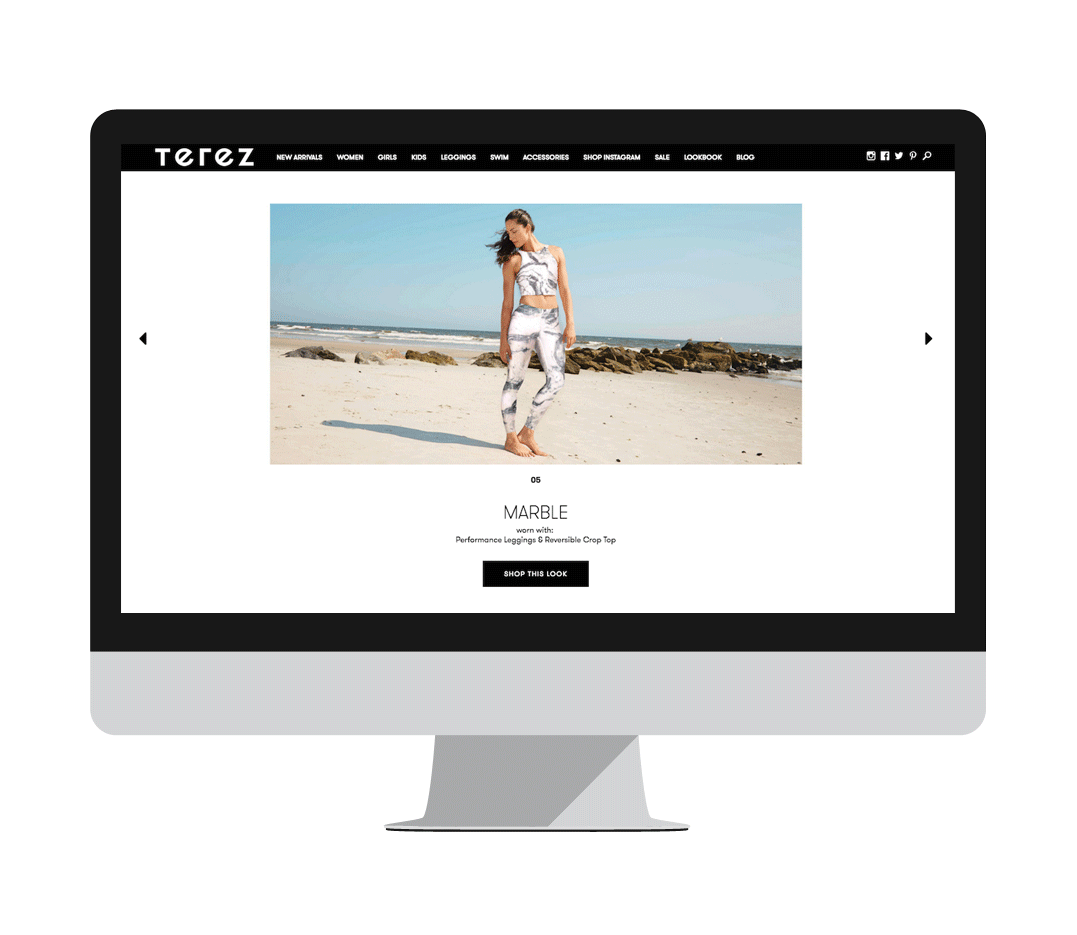 Terez NEW ARRIVALS WOMEN GIRLS KIDS LEGGINGS SWIM ACCESSORIES SHOP INSTAGRAM SALE LOOKBOOK BLOG
05
MARBLE
worn with:
Performance Leggings & Reversible Crop Top
SHOP THIS LOOK